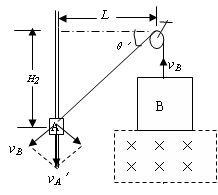 L
H₂
θ'
v_B
B
A
v_B
v_A'
× × ×
× × ×